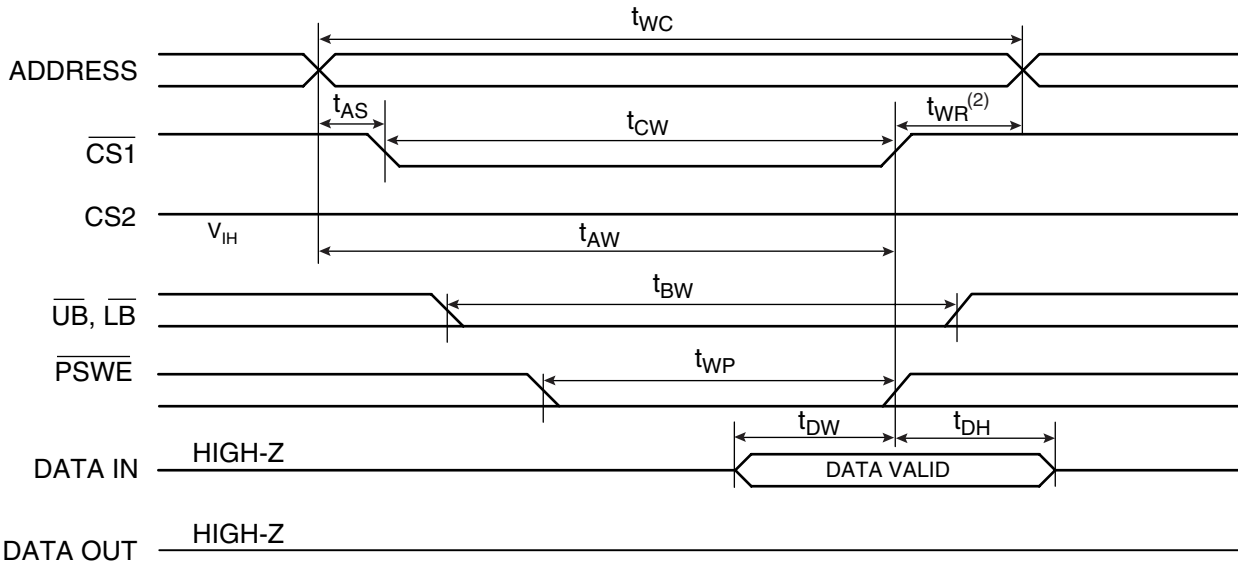 tWC
ADDRESS
tAS
tCW
tWR(2)
CS1
CS2
VIH
tAW
tBW
UB, LB
tWP
PSWE
tDW
tDH
HIGH-Z
DATA IN
DATA VALID
HIGH-Z
DATA OUT